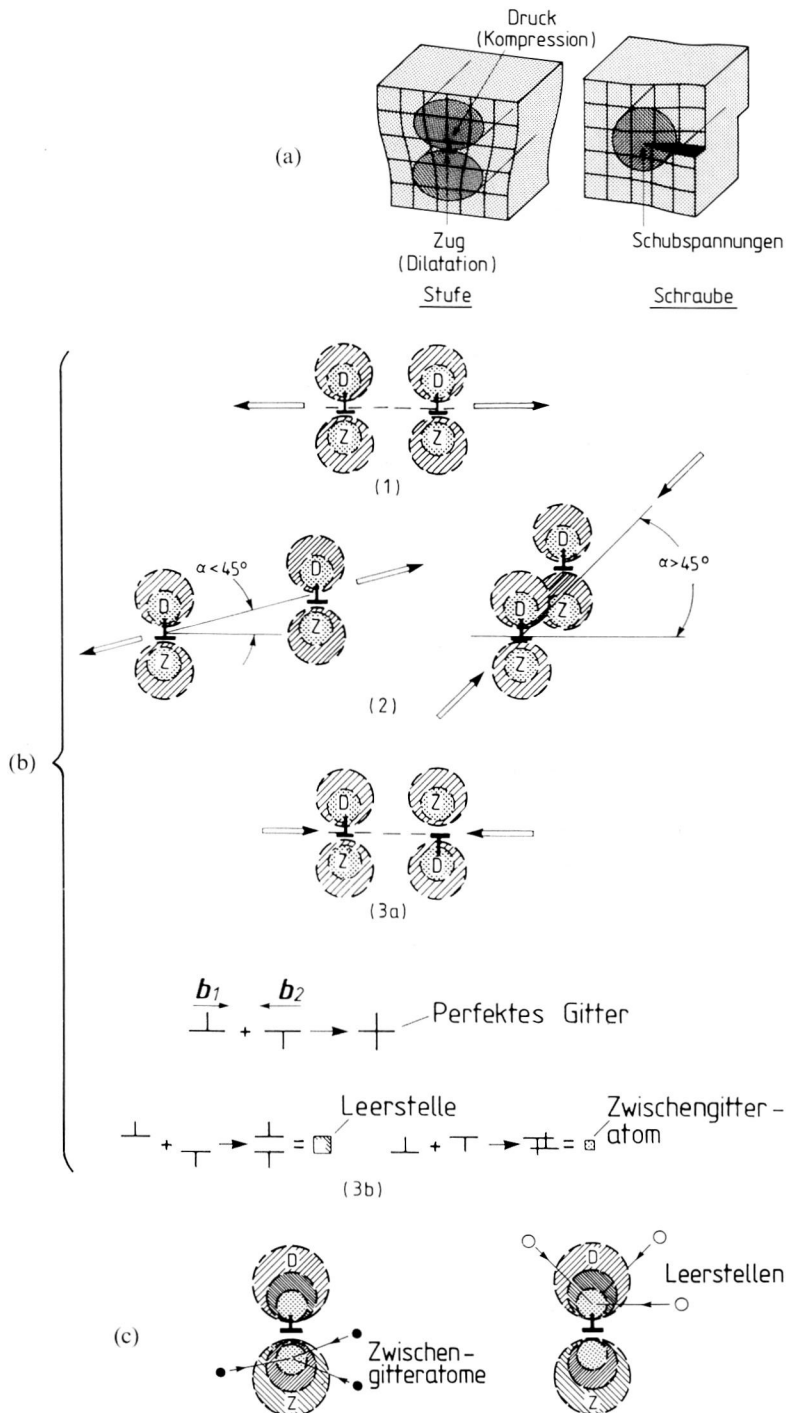 Druck
(Kompression)
(a)
Zug
(Dilatation)
Schubspannungen
Stufe
Schraube
(b)
D
D
Z
Z
(1)
α<45°
D
Z
D
Z
α>45°
D
Z
D
Z
(2)
D
Z
Z
D
(3a)
b1
b2
+
Perfektes Gitter
+
=
Leerstelle
+
=
Zwischengitter-
atom
(3b)
(c)
D
Z
Zwischen-
gitteratome
D
Z
Leerstellen